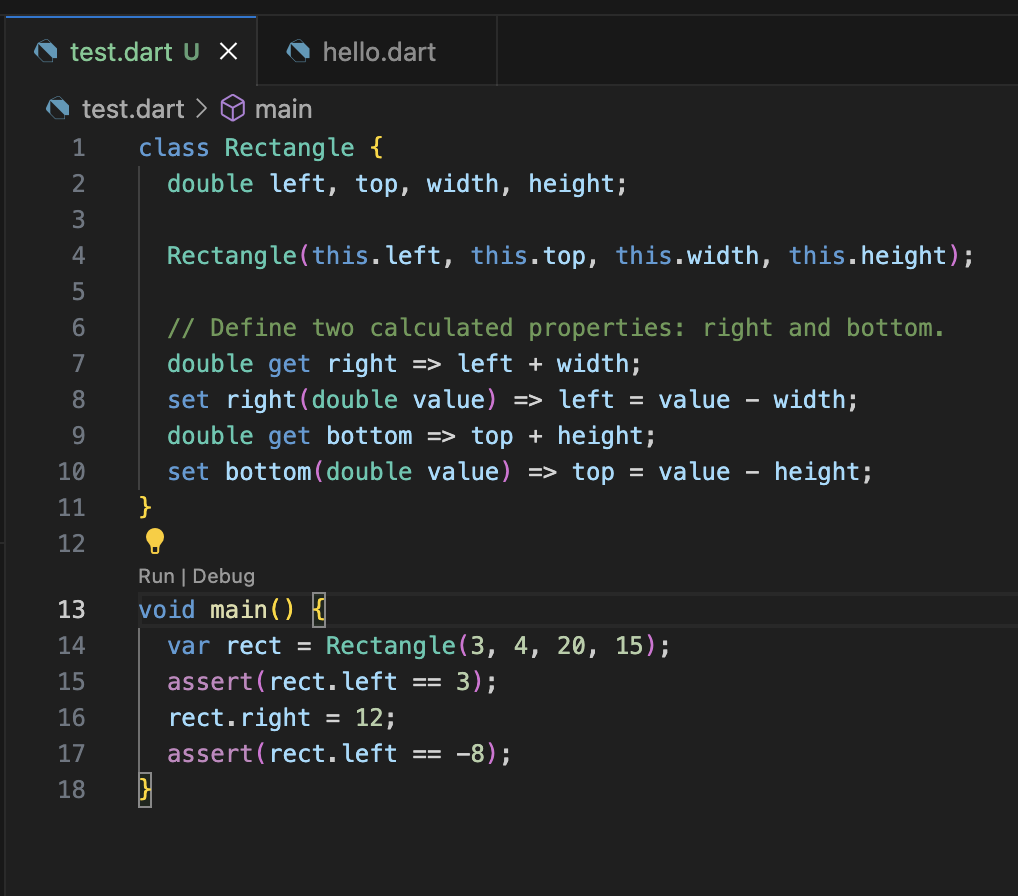 test.dart U hello.dart
test.dart > main
1 class Rectangle {
2   double left, top, width, height;
3
4   Rectangle(this.left, this.top, this.width, this.height);
5
6   // Define two calculated properties: right and bottom.
7   double get right => left + width;
8   set right(double value) => left = value - width;
9   double get bottom => top + height;
10   set bottom(double value) => top = value - height;
11 }
12
Run | Debug
13 void main() {
14   var rect = Rectangle(3, 4, 20, 15);
15   assert(rect.left == 3);
16   rect.right = 12;
17   assert(rect.left == -8);
18 }